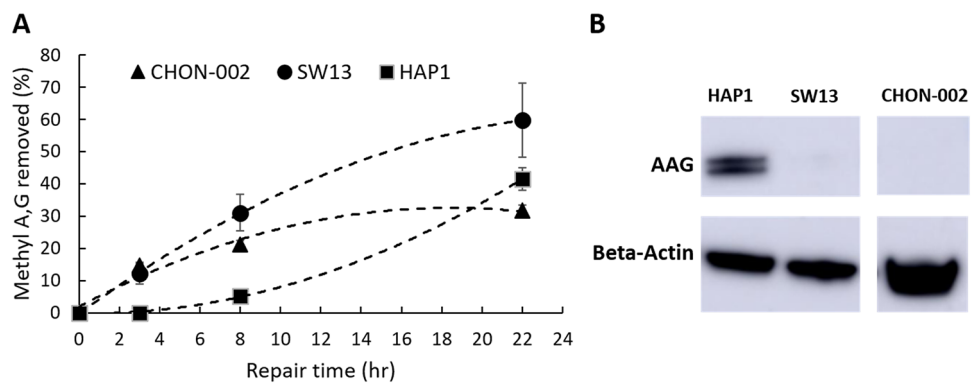 A
Methyl A,G removed (%)
80
70
60
50
40
30
20
10
0
CHON-002 SW13 HAP1
0 2 4 6 8 10 12 14 16 18 20 22 24
Repair time (hr)
B
HAP1 SW13 CHON-002
AAG
Beta-Actin